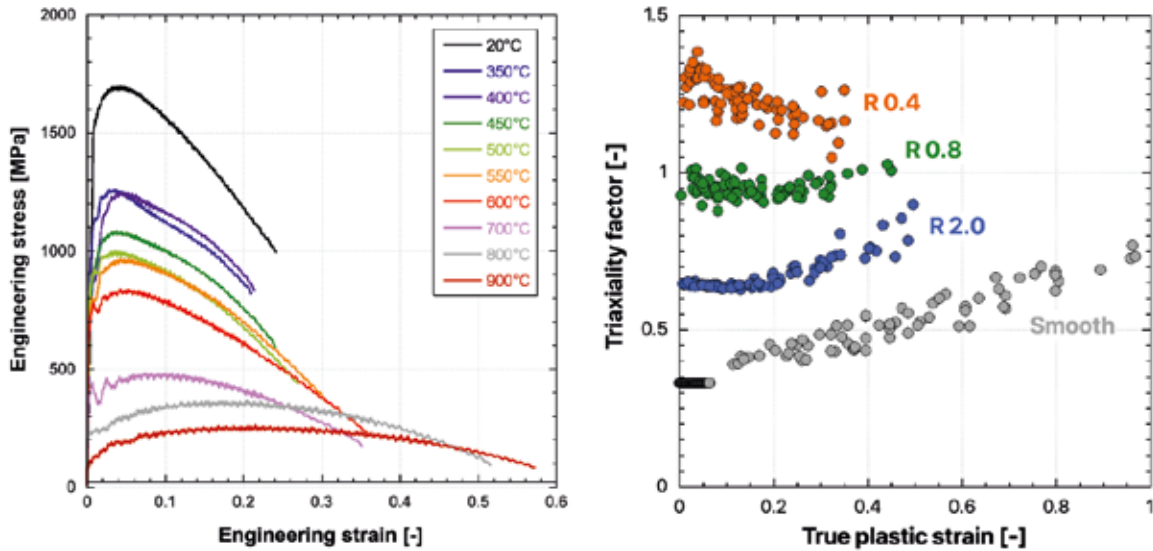 2000
1500
1000
500
0
0
0.1
0.2
0.3
0.4
0.5
0.6
Engineering stress [MPa]
Engineering strain [-]
20°C
350°C
400°C
450°C
500°C
550°C
600°C
700°C
800°C
900°C
1.5
1
0.5
0
0
0.2
0.4
0.6
0.8
1
Triaxiality factor [-]
True plastic strain [-]
R 0.4
R 0.8
R 2.0
Smooth